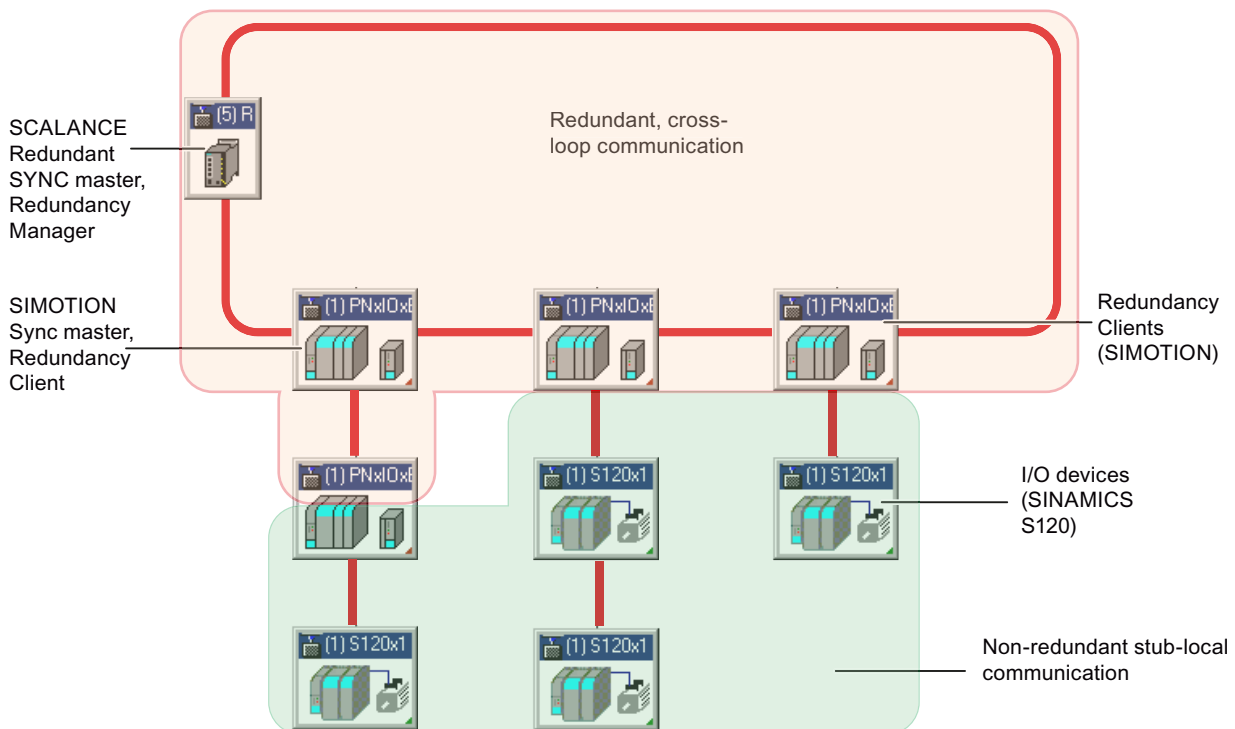 (5) R
SCALANCE
Redundant
SYNC master,
Redundancy
Manager
Redundant, cross-
loop communication
SIMOTION
Sync master,
Redundancy
Client
(1) PNxIOxE
(1) PNxIOxE
(1) PNxIOxE
Redundancy
Clients
(SIMOTION)
(1) PNxIOxE
(1) S120x1
(1) S120x1
I/O devices
(SINAMICS
S120)
(1) S120x1
(1) S120x1
Non-redundant stub-local
communication